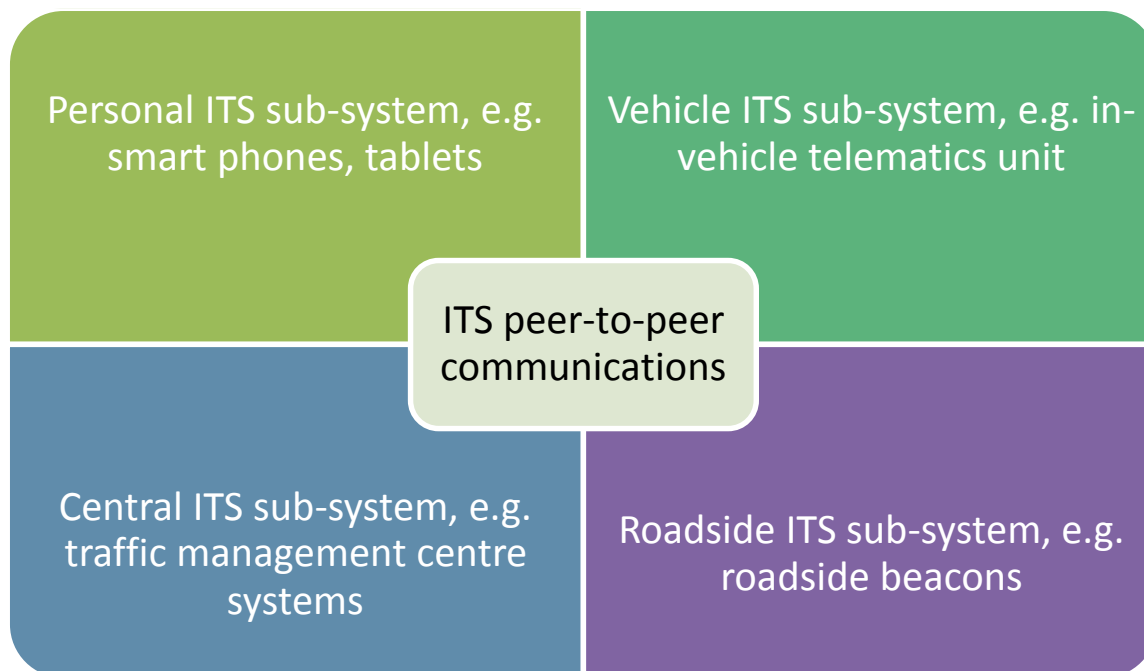 Personal ITS sub-system, e.g.
smart phones, tablets
Vehicle ITS sub-system, e.g. in-
vehicle telematics unit
ITS peer-to-peer
communications
Central ITS sub-system, e.g.
traffic management centre
systems
Roadside ITS sub-system, e.g.
roadside beacons